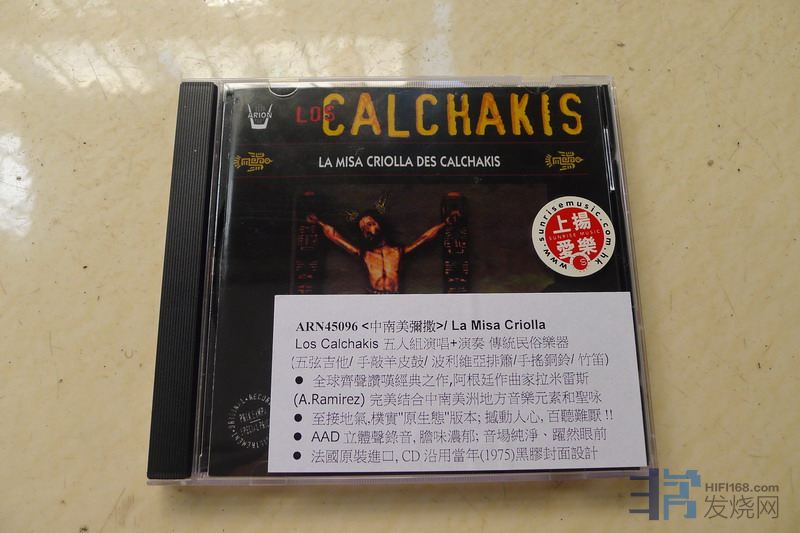 ARION
LOS CALCHAKIS
LA MISA CRIOLLA DES CALCHAKIS
www.sunrisemusic.com.hk
上揚
SUNRISE MUSIC
愛樂
ARN45096 <中南美彌撒>/ La Misa Criolla
Los Calchakis 五人組演唱+演奏 傳統民俗樂器
(五弦吉他/ 手敲羊皮鼓/ 波利維亞排簫/手搖銅鈴/ 竹笛)
● 全球齊聲讚嘆經典之作,阿根廷作曲家拉米雷斯
(A.Ramirez) 完美結合中南美洲地方音樂元素和聖咏
● 至接地氣,樸實"原生態"版本; 撼動人心, 百聽難厭 !!
● AAD 立體聲錄音, 膽味濃郁; 音場純淨、躍然眼前
● 法國原裝進口, CD 沿用當年(1975)黑膠封面設計
HIFI168.com
发烧网